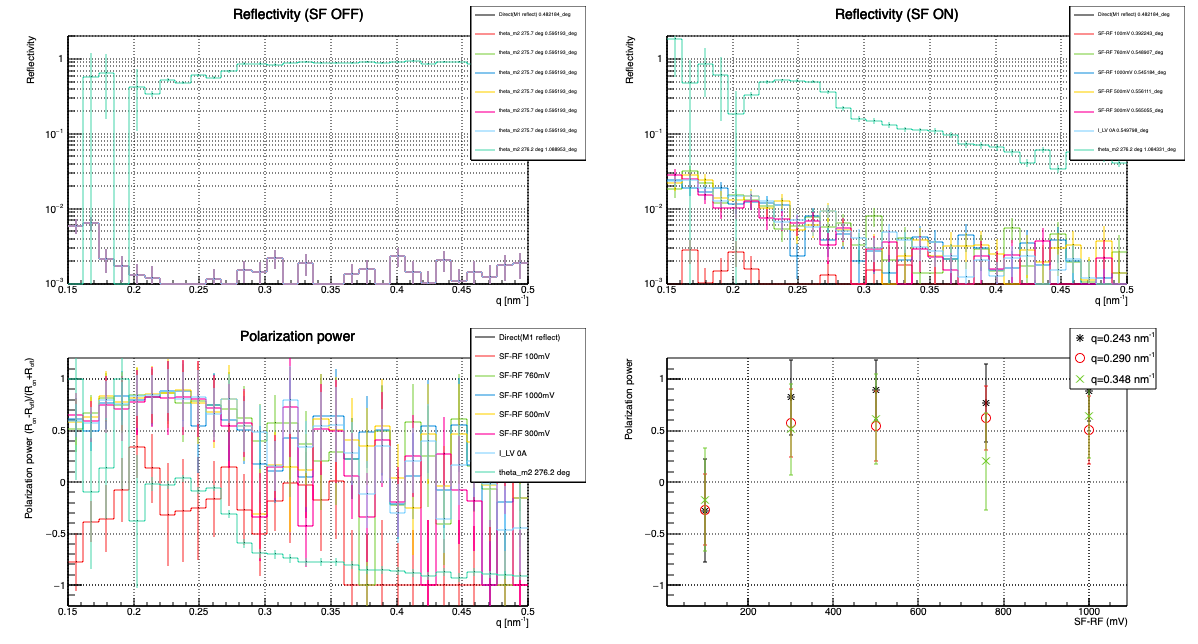 Reflectivity (SF OFF)
Reflectivity
Direct(M1 reflect) 0.482184_deg
theta_m2 275.7 deg 0.595193_deg
theta_m2 275.7 deg 0.595193_deg
theta_m2 275.7 deg 0.595193_deg
theta_m2 275.7 deg 0.595193_deg
theta_m2 275.7 deg 0.595193_deg
theta_m2 275.7 deg 0.595193_deg
theta_m2 276.2 deg 1.088953_deg
1
10⁻¹
10⁻²
10⁻³
0.15 0.2 0.25 0.3 0.35 0.4 0.45 0.5
q [nm⁻¹]
Reflectivity (SF ON)
Reflectivity
Direct(M1 reflect) 0.482184_deg
SF-RF 100mV 0.392243_deg
SF-RF 760mV 0.548907_deg
SF-RF 1000mV 0.545184_deg
SF-RF 500mV 0.556111_deg
SF-RF 300mV 0.565055_deg
I_LV 0A 0.549798_deg
theta_m2 276.2 deg 1.084331_deg
1
10⁻¹
10⁻²
10⁻³
0.15 0.2 0.25 0.3 0.35 0.4 0.45 0.5
q [nm⁻¹]
Polarization power
Polarization power (R_on-R_off)/(R_on+R_off)
Direct(M1 reflect)
SF-RF 100mV
SF-RF 760mV
SF-RF 1000mV
SF-RF 500mV
SF-RF 300mV
I_LV 0A
theta_m2 276.2 deg
1
0.5
0
−0.5
−1
0.15 0.2 0.25 0.3 0.35 0.4 0.45 0.5
q [nm⁻¹]
Polarization power
q=0.243 nm⁻¹
q=0.290 nm⁻¹
q=0.348 nm⁻¹
1
0.5
0
−0.5
−1
200 400 600 800 1000
SF-RF (mV)